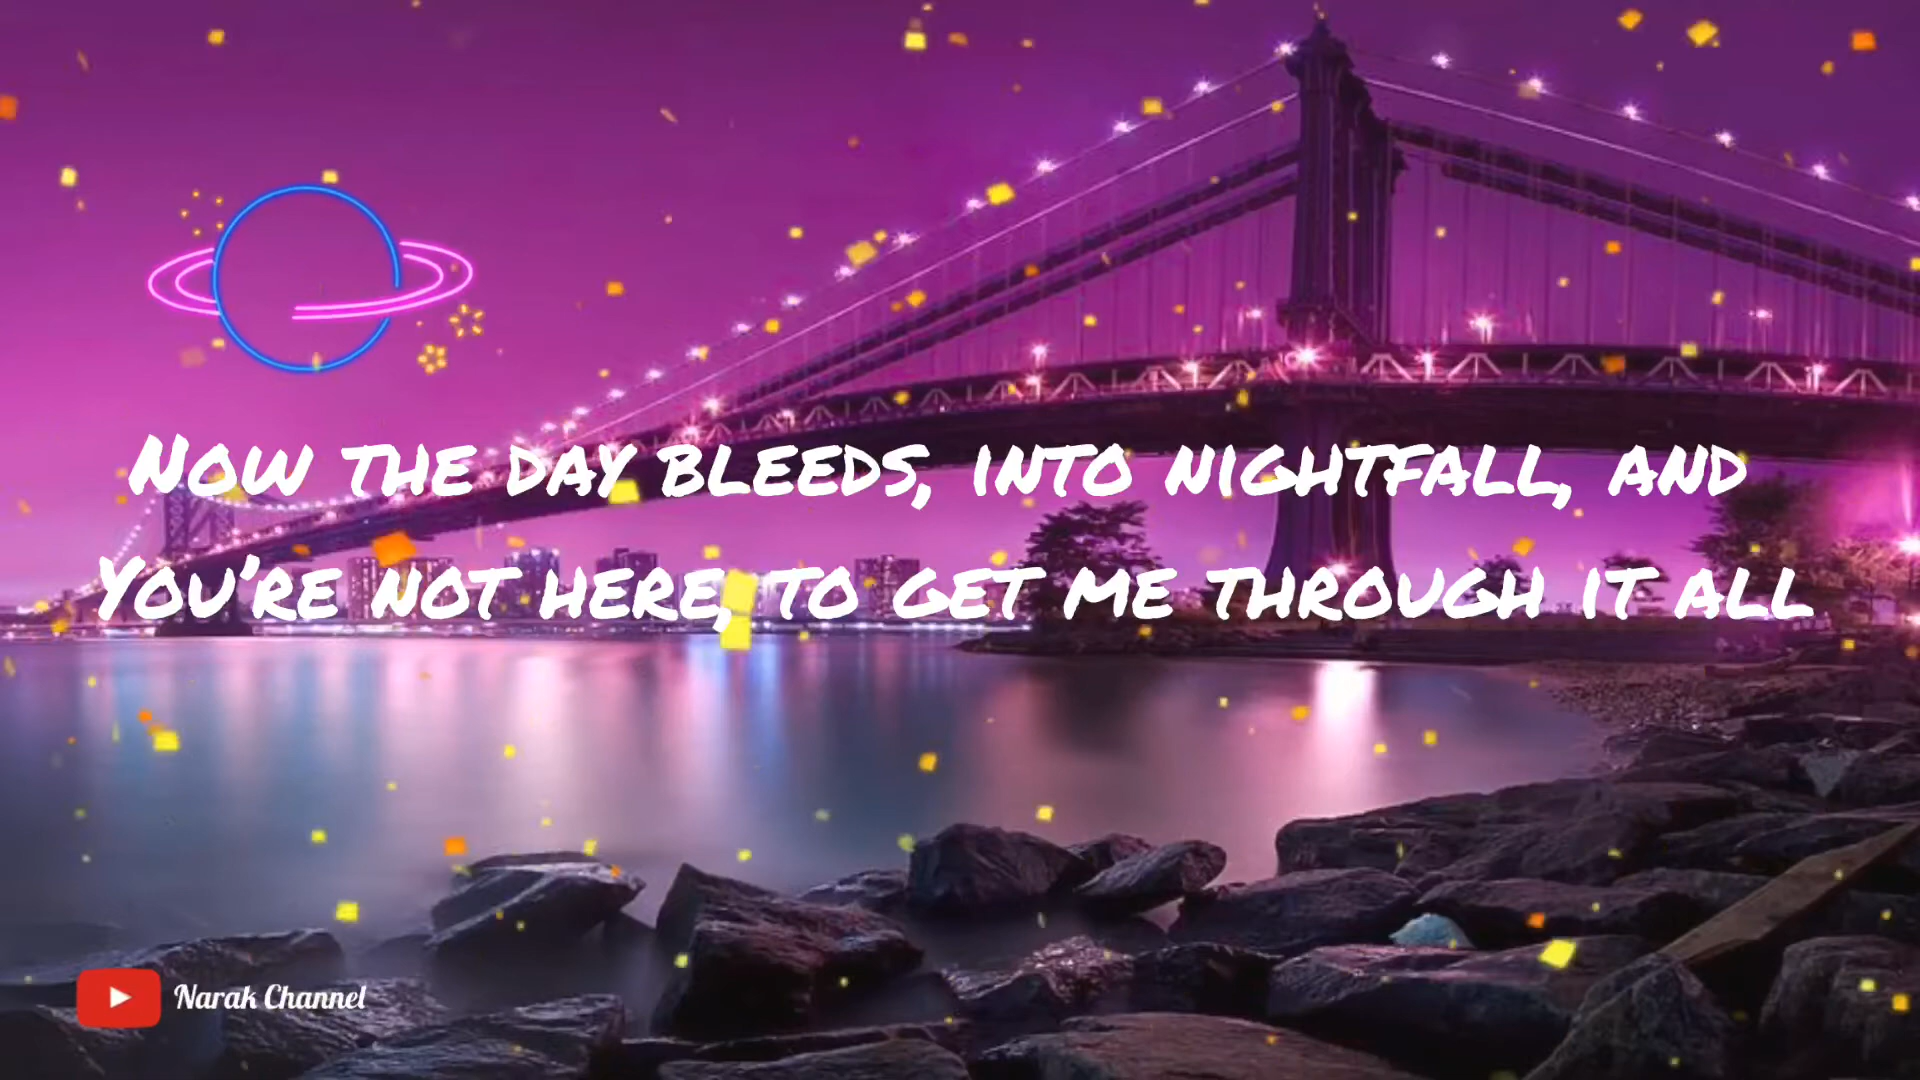 Now the day bleeds, into nightfall, and
You're not here, to get me through it all
Narak Channel